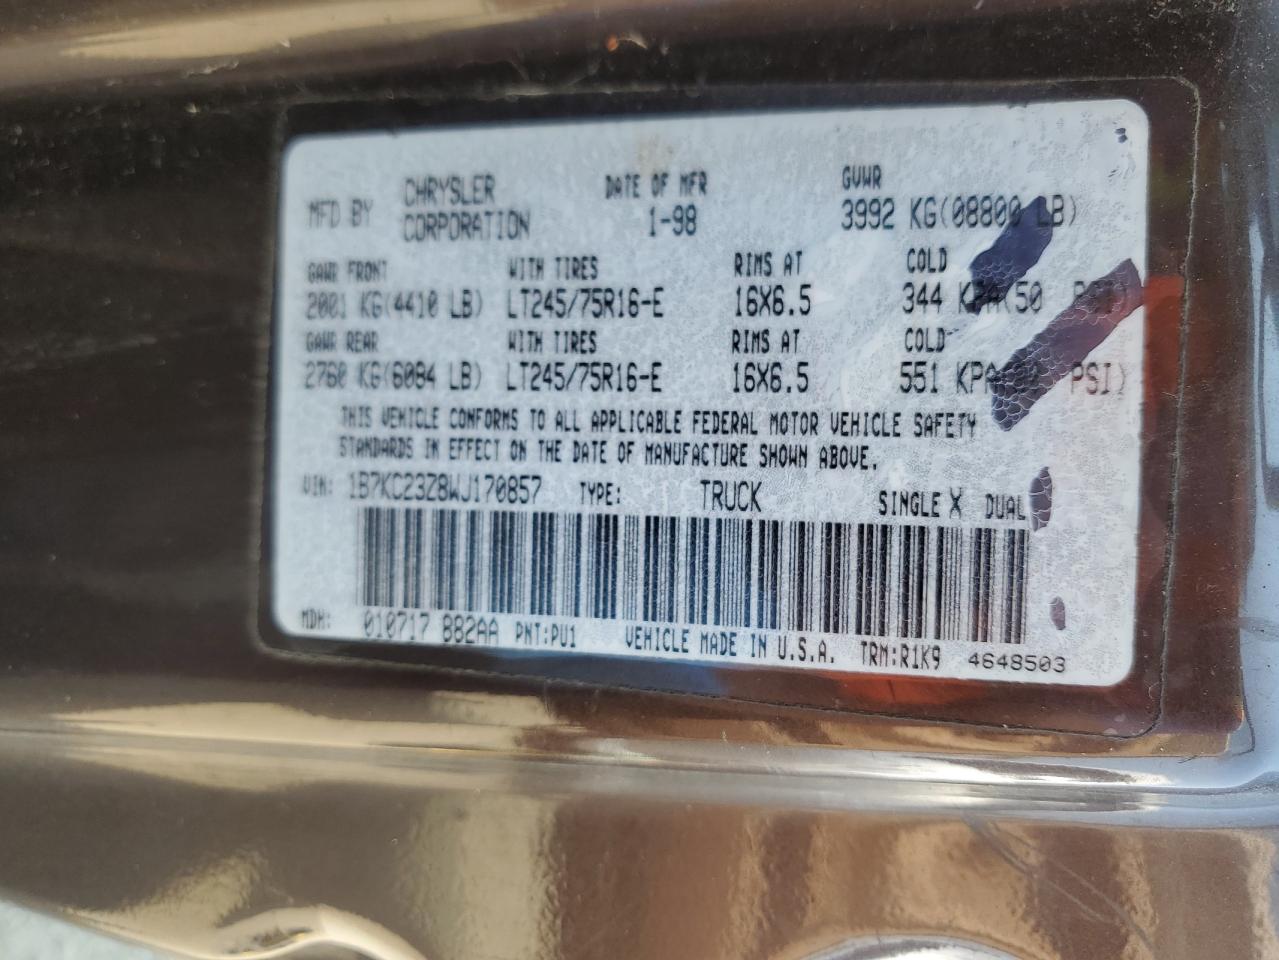 MFD BY CHRYSLER CORPORATION DATE OF MFR 1-98 GVWR 3992 KG(08800 LB)
GAWR FRONT WITH TIRES RIMS AT COLD
2001 KG(4410 LB) LT245/75R16-E 16X6.5 344 KPA(50 PSI)
GAWR REAR WITH TIRES RIMS AT COLD
2760 KG(6084 LB) LT245/75R16-E 16X6.5 551 PSI)
THIS VEHICLE CONFORMS TO ALL APPLICABLE FEDERAL MOTOR VEHICLE SAFETY
STANDARDS IN EFFECT ON THE DATE OF MANUFACTURE SHOWN ABOVE.
VIN: 1B7KC23Z8WJ170857 TYPE: TRUCK SINGLE X DUAL
MDH: 010717 882AA PNT:PU1 VEHICLE MADE IN U.S.A. TRM:R1K9 4648503